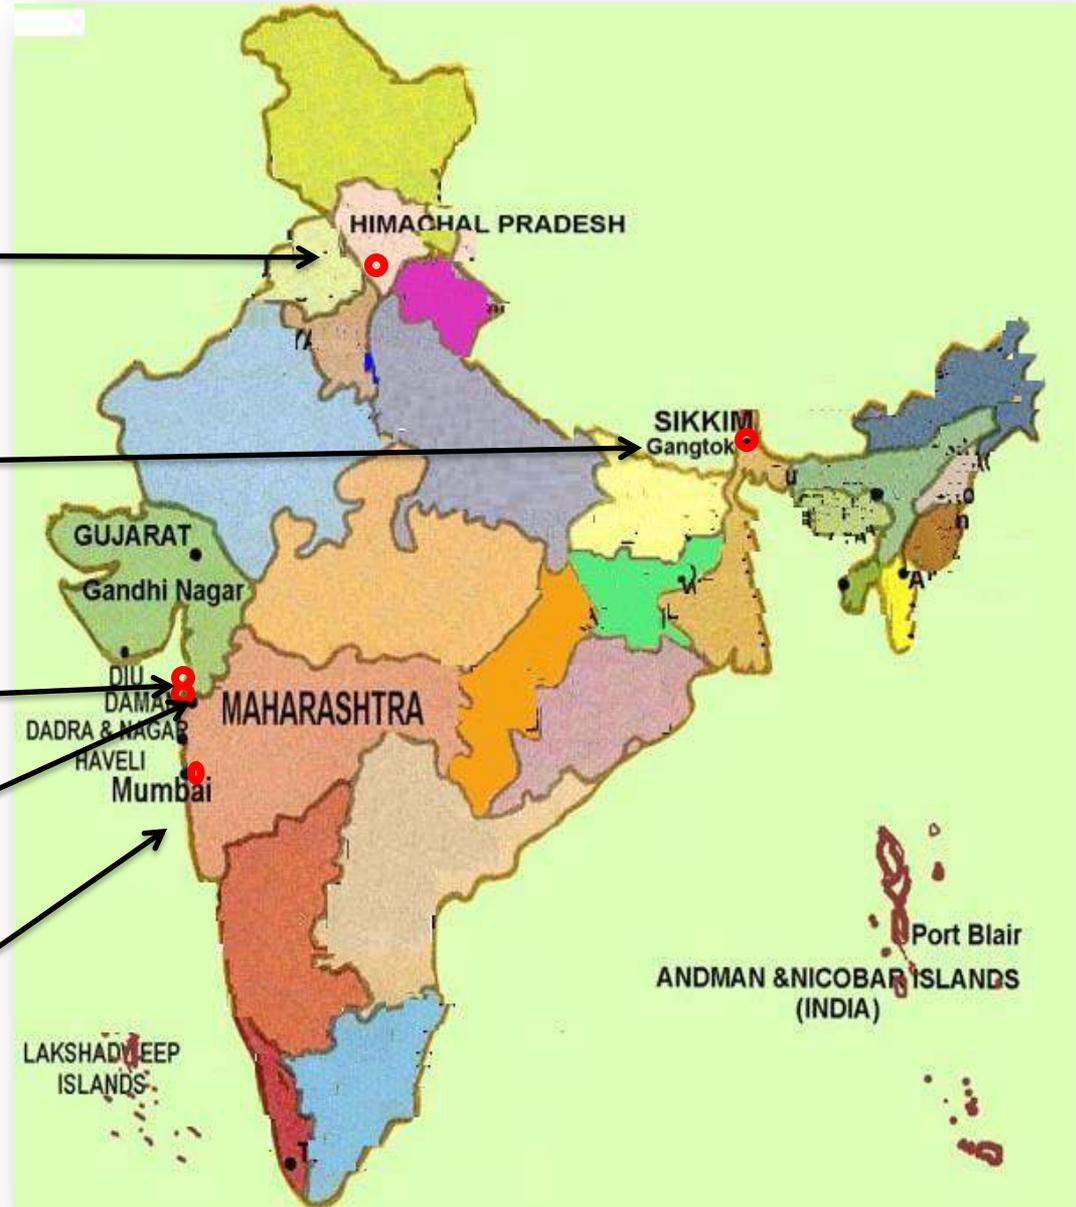 HIMACHAL PRADESH
SIKKIM
Gangtok
GUJARAT
Gandhi Nagar
DIU
DAMA
DADRA & NAGAR
HAVELI
MAHARASHTRA
Mumbai
Port Blair
ANDMAN &NICOBAR ISLANDS
(INDIA)
LAKSHADWEEP
ISLANDS